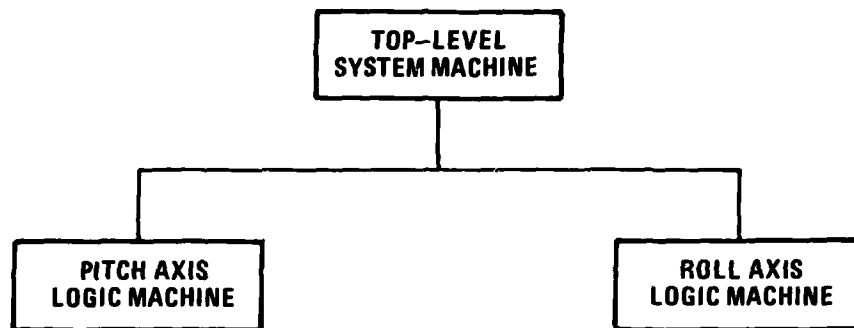 TOP-LEVEL
SYSTEM MACHINE
PITCH AXIS
LOGIC MACHINE
ROLL AXIS
LOGIC MACHINE